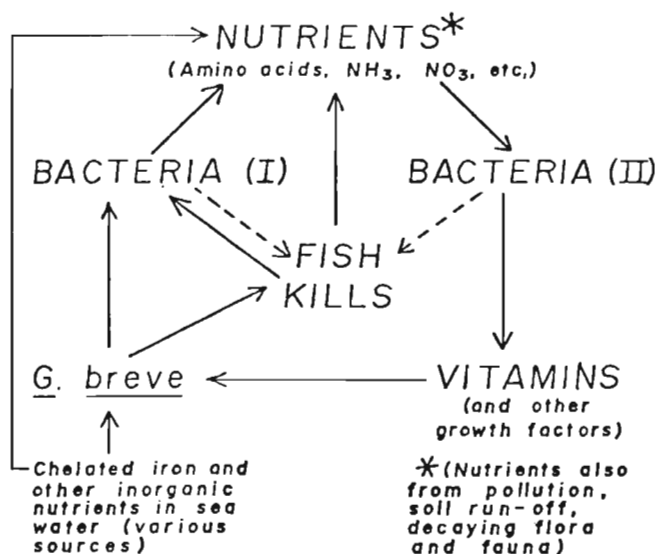 NUTRIENTS*
(Amino acids, NH3, NO3, etc,)
BACTERIA (I)
BACTERIA (II)
FISH
KILLS
G. breve
VITAMINS
(and other
growth factors)
Chelated iron and
other inorganic
nutrients in sea
water (various
sources)
*(Nutrients also
from pollution,
soil run-off,
decaying flora
and fauna)